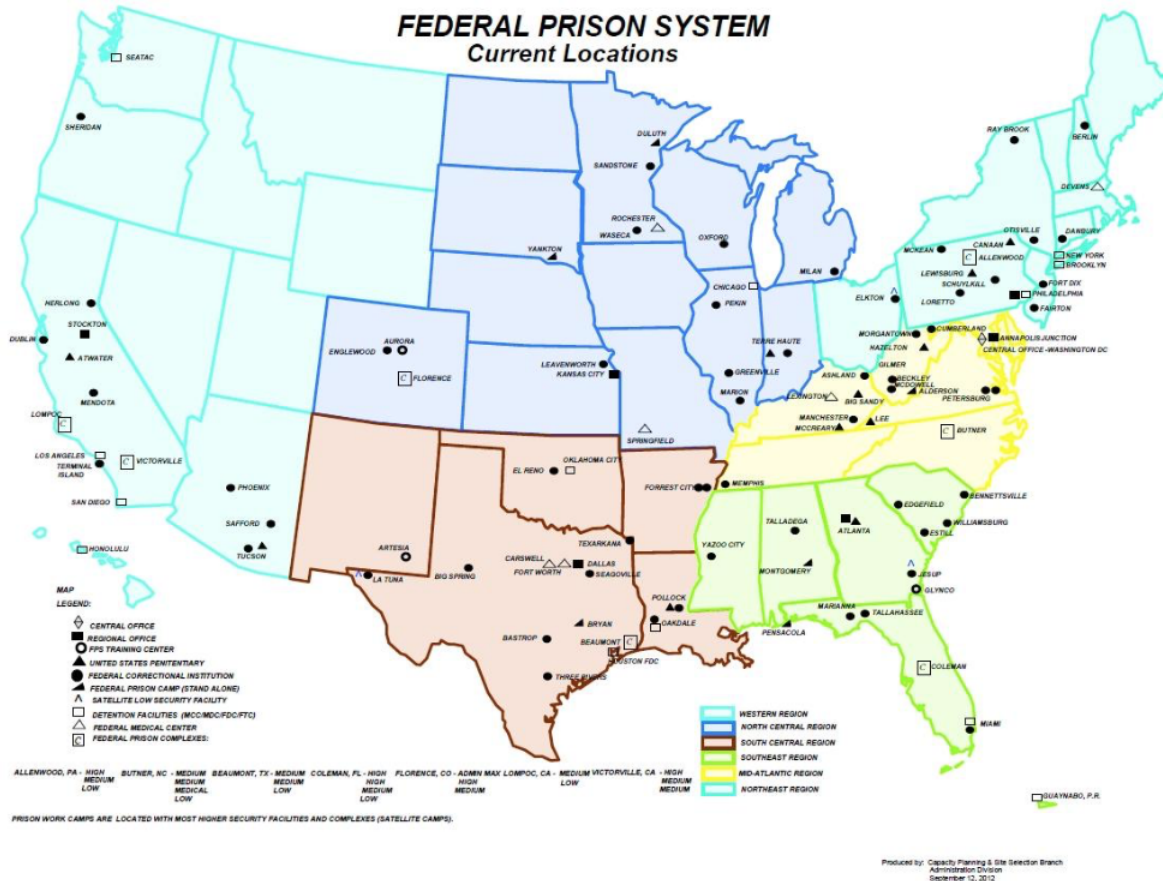 FEDERAL PRISON SYSTEM
Current Locations
SEATAC
SHERIDAN
DULUTH
SANDSTONE
ROCHESTER
WASECA
YANKTON
OXFORD
MILAN
CHICAGO
PEKIN
RAY BROOK
BERLIN
DEVENS
OTISVILLE
DANBURY
MCKEAN
CANAAN
ALLENWOOD
NEW YORK
BROOKLYN
LEWISBURG
SCHUYLKILL
FORT DIX
LORETTO
PHILADELPHIA
FAIRTON
ELKTON
HERLONG
STOCKTON
DUBLIN
ATWATER
MENDOTA
LOMPOC
C
LOS ANGELES
TERMINAL
ISLAND
C VICTORVILLE
SAN DIEGO
PHOENIX
SAFFORD
TUCSON
HONOLULU
AURORA
ENGLEWOOD
C FLORENCE
LEAVENWORTH
KANSAS CITY
TERRE HAUTE
GREENVILLE
MARION
SPRINGFIELD
MORGANTOWN
CUMBERLAND
HAZELTON
ANNAPOLIS JUNCTION
CENTRAL OFFICE -WASHINGTON DC
GILMER
ASHLAND
BECKLEY
MCDOWELL
ALDERSON
LEXINGTON
BIG SANDY
PETERSBURG
MANCHESTER
LEE
MCCREARY
C BUTNER
EL RENO
OKLAHOMA CITY
FORREST CITY
MEMPHIS
ARTESIA
LA TUNA
BIG SPRING
TEXARKANA
CARSWELL
FORT WORTH
DALLAS
SEAGOVILLE
BRYAN
BASTROP
BEAUMONT
C
HOUSTON FDC
THREE RIVERS
POLLOCK
OAKDALE
YAZOO CITY
TALLADEGA
MONTGOMERY
ATLANTA
EDGEFIELD
BENNETTSVILLE
WILLIAMSBURG
ESTILL
JESUP
GLYNCO
MARIANNA
TALLAHASSEE
PENSACOLA
C COLEMAN
MIAMI
GUAYNABO, P.R.
MAP
LEGEND:
CENTRAL OFFICE
REGIONAL OFFICE
FPS TRAINING CENTER
UNITED STATES PENITENTIARY
FEDERAL CORRECTIONAL INSTITUTION
FEDERAL PRISON CAMP (STAND ALONE)
SATELLITE LOW SECURITY FACILITY
DETENTION FACILITIES (MCC/MDC/FDC/FTC)
FEDERAL MEDICAL CENTER
C FEDERAL PRISON COMPLEXES:
WESTERN REGION
NORTH CENTRAL REGION
SOUTH CENTRAL REGION
SOUTHEAST REGION
MID-ATLANTIC REGION
NORTHEAST REGION
ALLENWOOD, PA - HIGH BUTNER, NC - MEDIUM BEAUMONT, TX - MEDIUM COLEMAN, FL - HIGH FLORENCE, CO - ADMIN MAX LOMPOC, CA - MEDIUM VICTORVILLE, CA - HIGH
MEDIUM MEDIUM MEDIUM HIGH HIGH LOW MEDIUM
LOW MEDICAL LOW MEDIUM MEDIUM MEDIUM
LOW LOW
PRISON WORK CAMPS ARE LOCATED WITH MOST HIGHER SECURITY FACILITIES AND COMPLEXES (SATELLITE CAMPS).
Produced by: Capacity Planning & Site Selection Branch
Administration Division
September 12, 2012